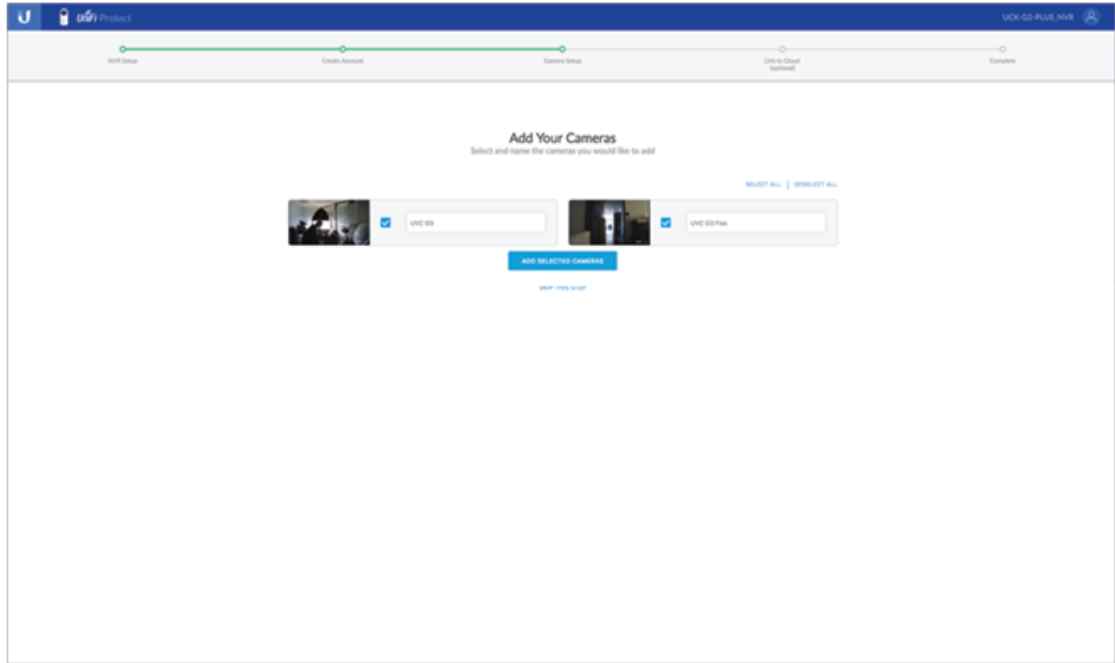 UniFi Protect
UCK-G2-PLUS_NVR
NVR Setup
Create Account
Camera Setup
Link to Cloud
(optional)
Complete
Add Your Cameras
Select and name the cameras you would like to add
SELECT ALL | DESELECT ALL
UVC G3
UVC G3 Flex
ADD SELECTED CAMERAS
SKIP THIS STEP